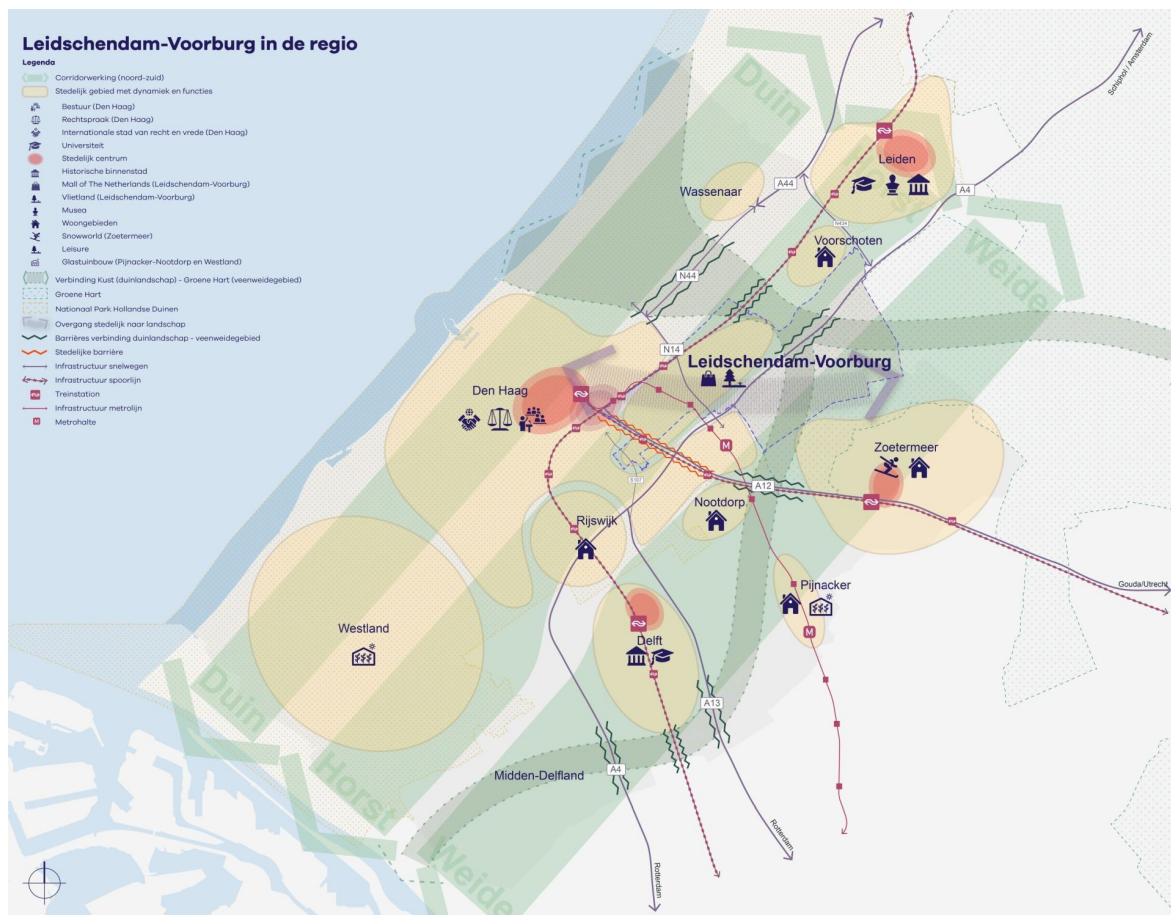 Leidschendam-Voorburg in de regio
Legenda
Corridorwerking (noord-zuid)
Stedelijk gebied met dynamiek en functies
Bestuur (Den Haag)
Rechtspraak (Den Haag)
Internationale stad van recht en vrede (Den Haag)
Universiteit
Stedelijk centrum
Historische binnenstad
Mall of The Netherlands (Leidschendam-Voorburg)
Vlietland (Leidschendam-Voorburg)
Musea
Woongebieden
Snowworld (Zoetermeer)
Leisure
Glastuinbouw (Pijnacker-Nootdorp en Westland)
Verbinding Kust (duinlandschap) - Groene Hart (veenweidegebied)
Groene Hart
Nationaal Park Hollandse Duinen
Overgang stedelijk naar landschap
Barrières verbinding duinlandschap - veenweidegebied
Stedelijke barrière
Infrastructuur snelwegen
Infrastructuur spoorlijn
Treinstation
Infrastructuur metrolijn
M
Metrohalte
Schiphol / Amsterdam
Duin
Horst
Weide
Leiden
A44
A4
Wassenaar
Voorschoten
N44
N14
Leidschendam-Voorburg
Den Haag
M
Zoetermeer
A12
Nootdorp
Rijswijk
Pijnacker
Gouda/Utrecht
M
Westland
Delft
A13
A4
Midden-Delfland
Duin
Horst
Weide
Rotterdam
Rotterdam